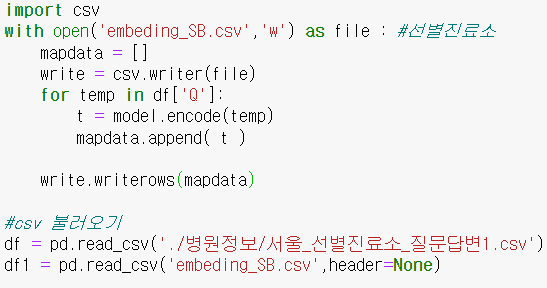 import csv
with open('embeding_SB.csv','w') as file : #선별진료소
    mapdata = []
    write = csv.writer(file)
    for temp in df['Q']:
        t = model.encode(temp)
        mapdata.append( t )

    write.writerows(mapdata)

#csv 불러오기
df = pd.read_csv('./병원정보/서울_선별진료소_질문답변1.csv')
df1 = pd.read_csv('embeding_SB.csv',header=None)